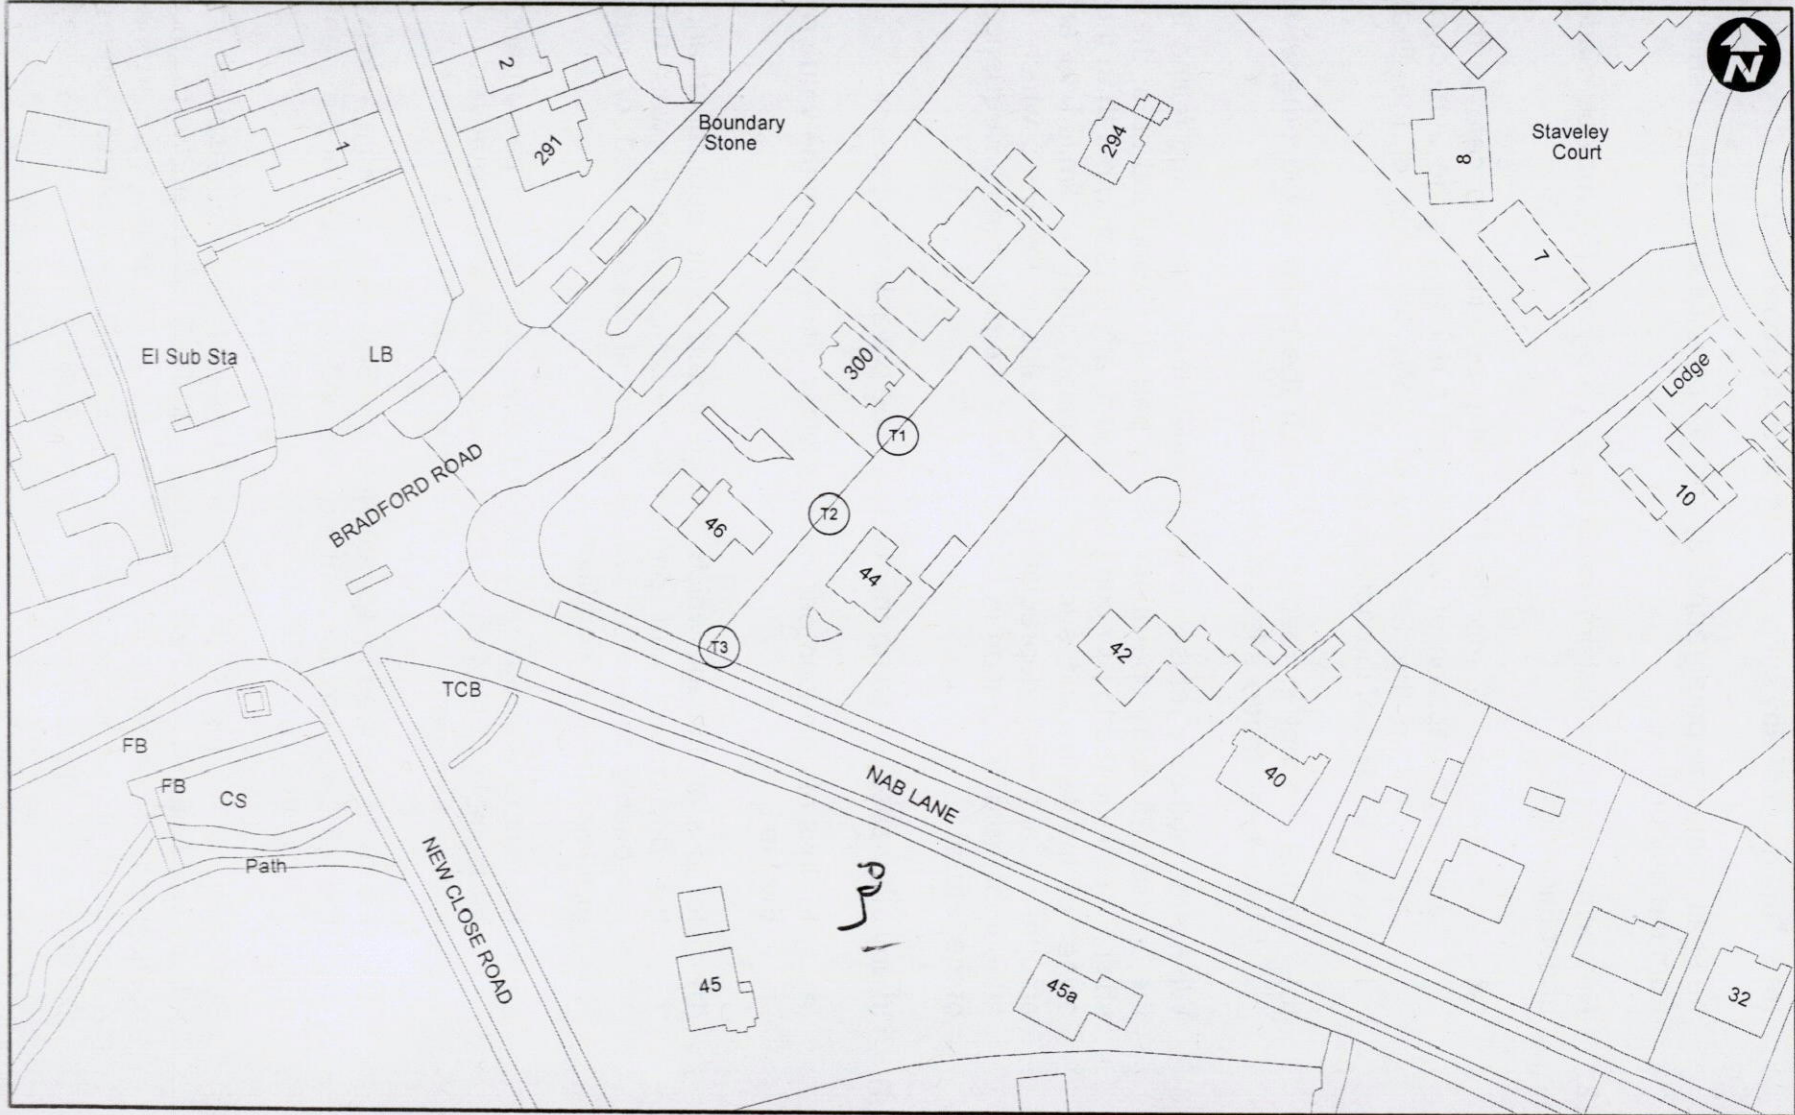 N
2
Boundary
Stone
291
1
294
8
Staveley
Court
7
El Sub Sta
LB
300
Lodge
T1
BRADFORD ROAD
10
T2
46
44
T3
42
TCB
FB
FB
CS
NAB LANE
40
Path
NEW CLOSE ROAD
45
45a
32